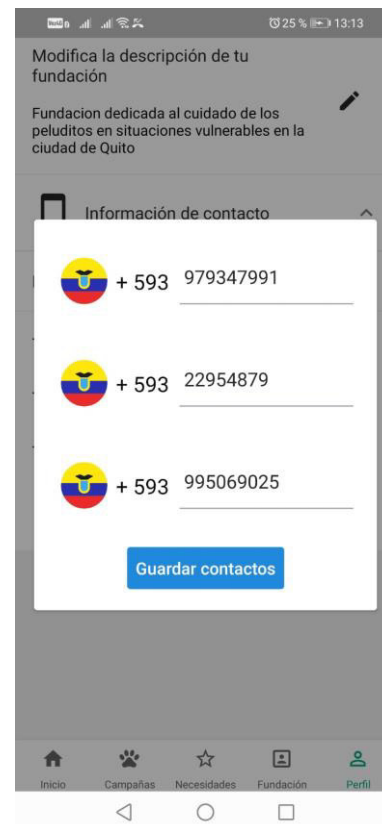 25 % 13:13
Modifica la descripción de tu
fundación
Fundacion dedicada al cuidado de los
peluditos en situaciones vulnerables en la
ciudad de Quito
Información de contacto
+ 593 979347991
+ 593 22954879
+ 593 995069025
Guardar contactos
Inicio Campañas Necesidades Fundación Perfil